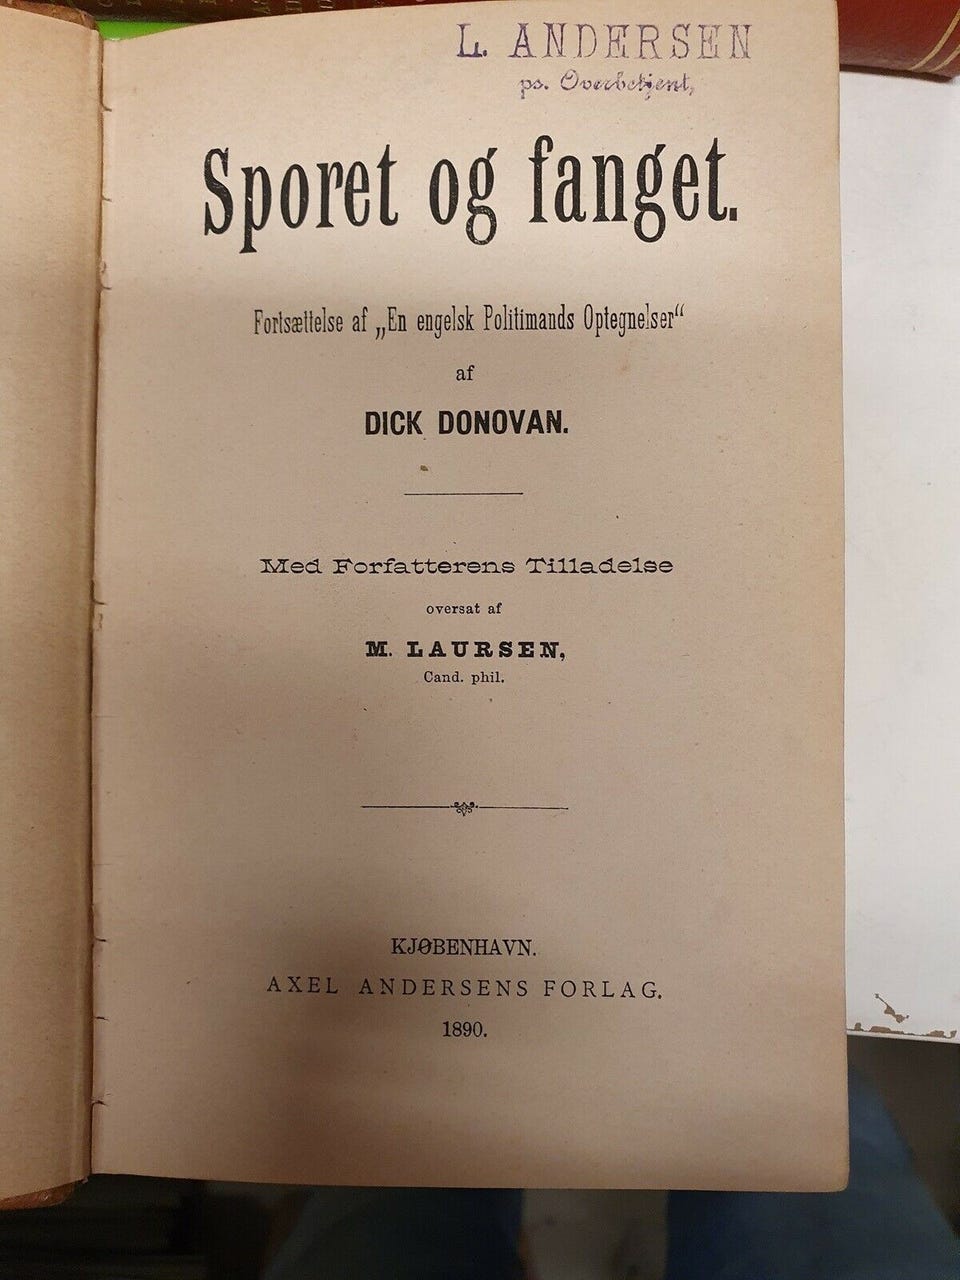 L. ANDERSEN
ps. Overbetjent,
Sporet og fanget.
Fortsættelse af „En engelsk Politimands Optegnelser“
af
DICK DONOVAN.
Med Forfatterens Tilladelse
oversat af
M. LAURSEN,
Cand. phil.
KJØBENHAVN.
AXEL ANDERSENS FORLAG.
1890.